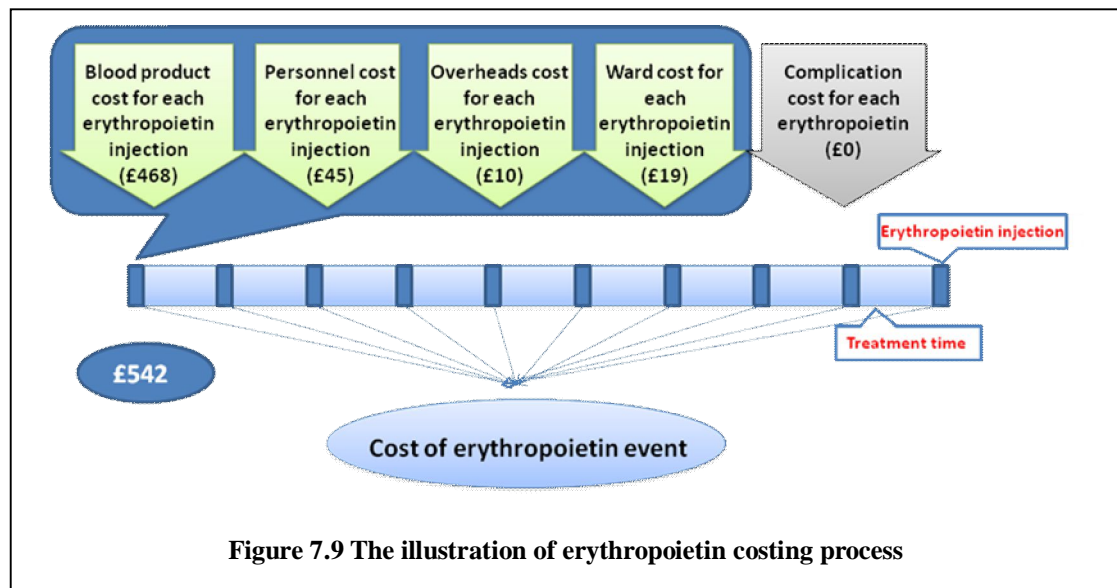 Blood product
cost for each
erythropoietin
injection
(£468)
Personnel cost
for each
erythropoietin
injection
(£45)
Overheads cost
for each
erythropoietin
injection
(£10)
Ward cost for
each
erythropoietin
injection
(£19)
Complication
cost for each
erythropoietin
(£0)
Erythropoietin injection
Treatment time
£542
Cost of erythropoietin event
Figure 7.9 The illustration of erythropoietin costing process